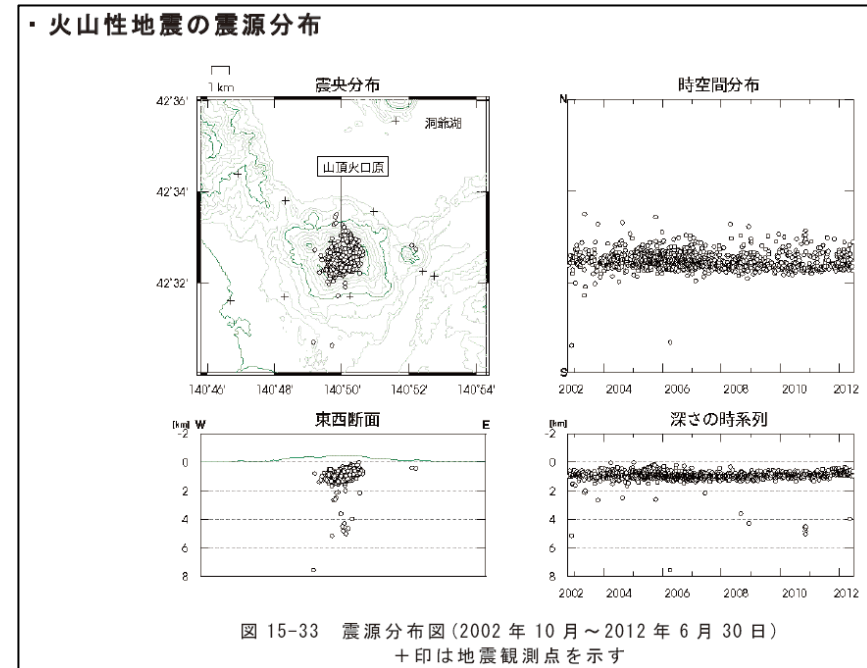 ・火山性地震の震源分布
1 km
震央分布
42°36'
42°34'
42°32'
洞爺湖
山頂火口原
140°46' 140°48' 140°50' 140°52' 140°54'
時空間分布
N
S
2002 2004 2006 2008 2010 2012
東西断面
[km] W E
-2
0
2
4
6
8
深さの時系列
[km]
-2
0
2
4
6
8
2002 2004 2006 2008 2010 2012
図 15-33 震源分布図(2002 年 10 月～2012 年 6 月 30 日)
＋印は地震観測点を示す